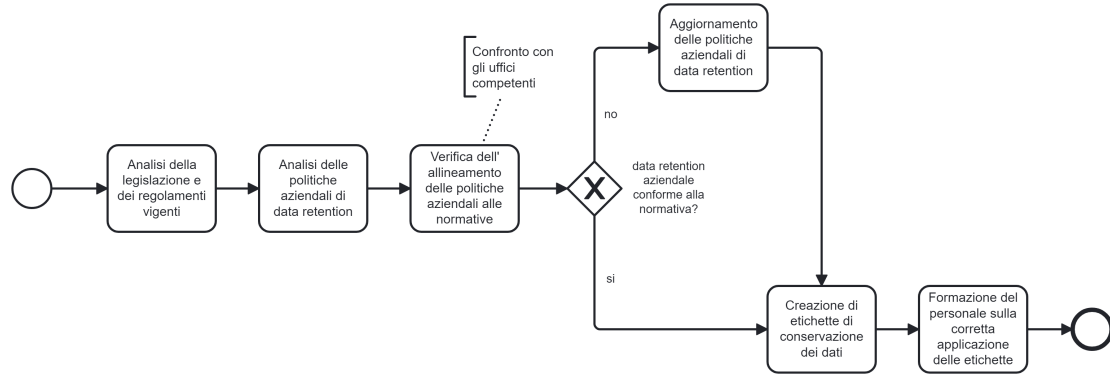 Aggiornamento
delle politiche
aziendali di
data retention
Confronto con
gli uffici
competenti
no
Analisi della
legislazione e
dei regolamenti
vigenti
Analisi delle
politiche
aziendali di
data retention
Verifica dell'
allineamento
delle politiche
aziendali alle
normative
X
data retention
aziendale
conforme alla
normativa?
si
Creazione di
etichette di
conservazione
dei dati
Formazione del
personale sulla
corretta
applicazione
delle etichette